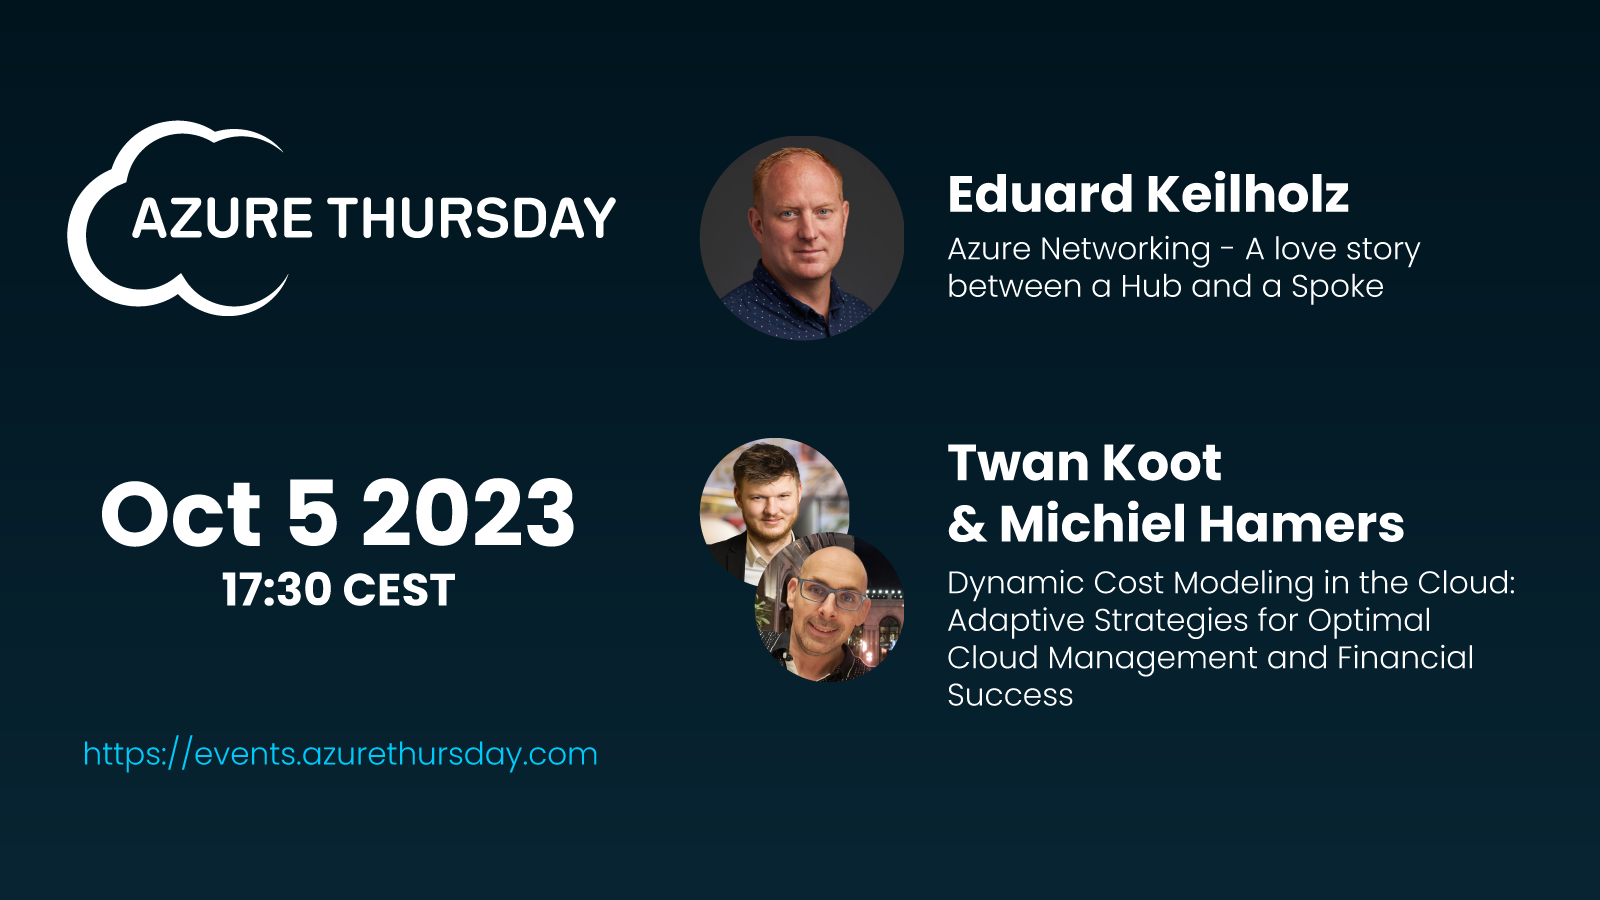 AZURE THURSDAY
Oct 5 2023
17:30 CEST
https://events.azurethursday.com
Eduard Keilholz
Azure Networking - A love story
between a Hub and a Spoke
Twan Koot
& Michiel Hamers
Dynamic Cost Modeling in the Cloud:
Adaptive Strategies for Optimal
Cloud Management and Financial
Success